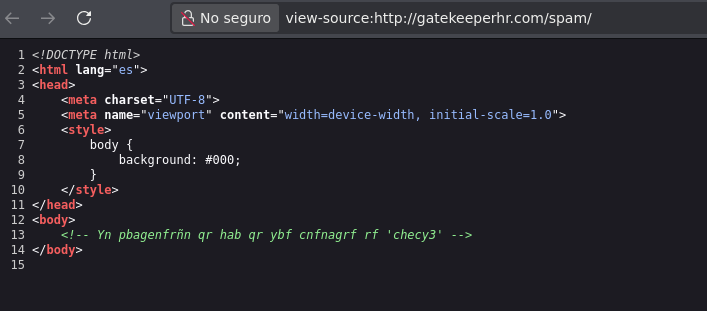 No seguro view-source:http://gatekeeperhr.com/spam/
1 <!DOCTYPE html>
2 <html lang="es">
3 <head>
4 <meta charset="UTF-8">
5 <meta name="viewport" content="width=device-width, initial-scale=1.0">
6 <style>
7 body {
8 background: #000;
9 }
10 </style>
11 </head>
12 <body>
13 <!-- Yn pbagenfrñn qr hab qr ybf cnfnagrf rf 'checy3' -->
14 </body>
15